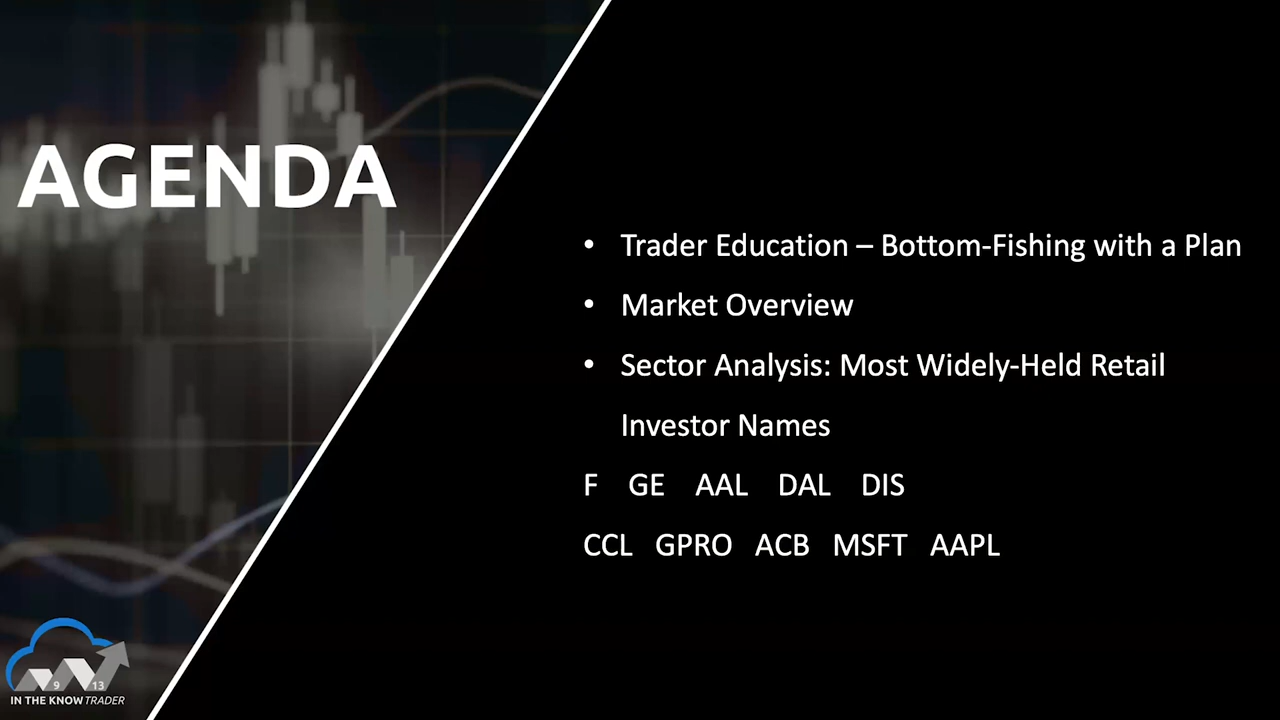 AGENDA
• Trader Education – Bottom-Fishing with a Plan
• Market Overview
• Sector Analysis: Most Widely-Held Retail
Investor Names
F GE AAL DAL DIS
CCL GPRO ACB MSFT AAPL
9 13
IN THE KNOW TRADER